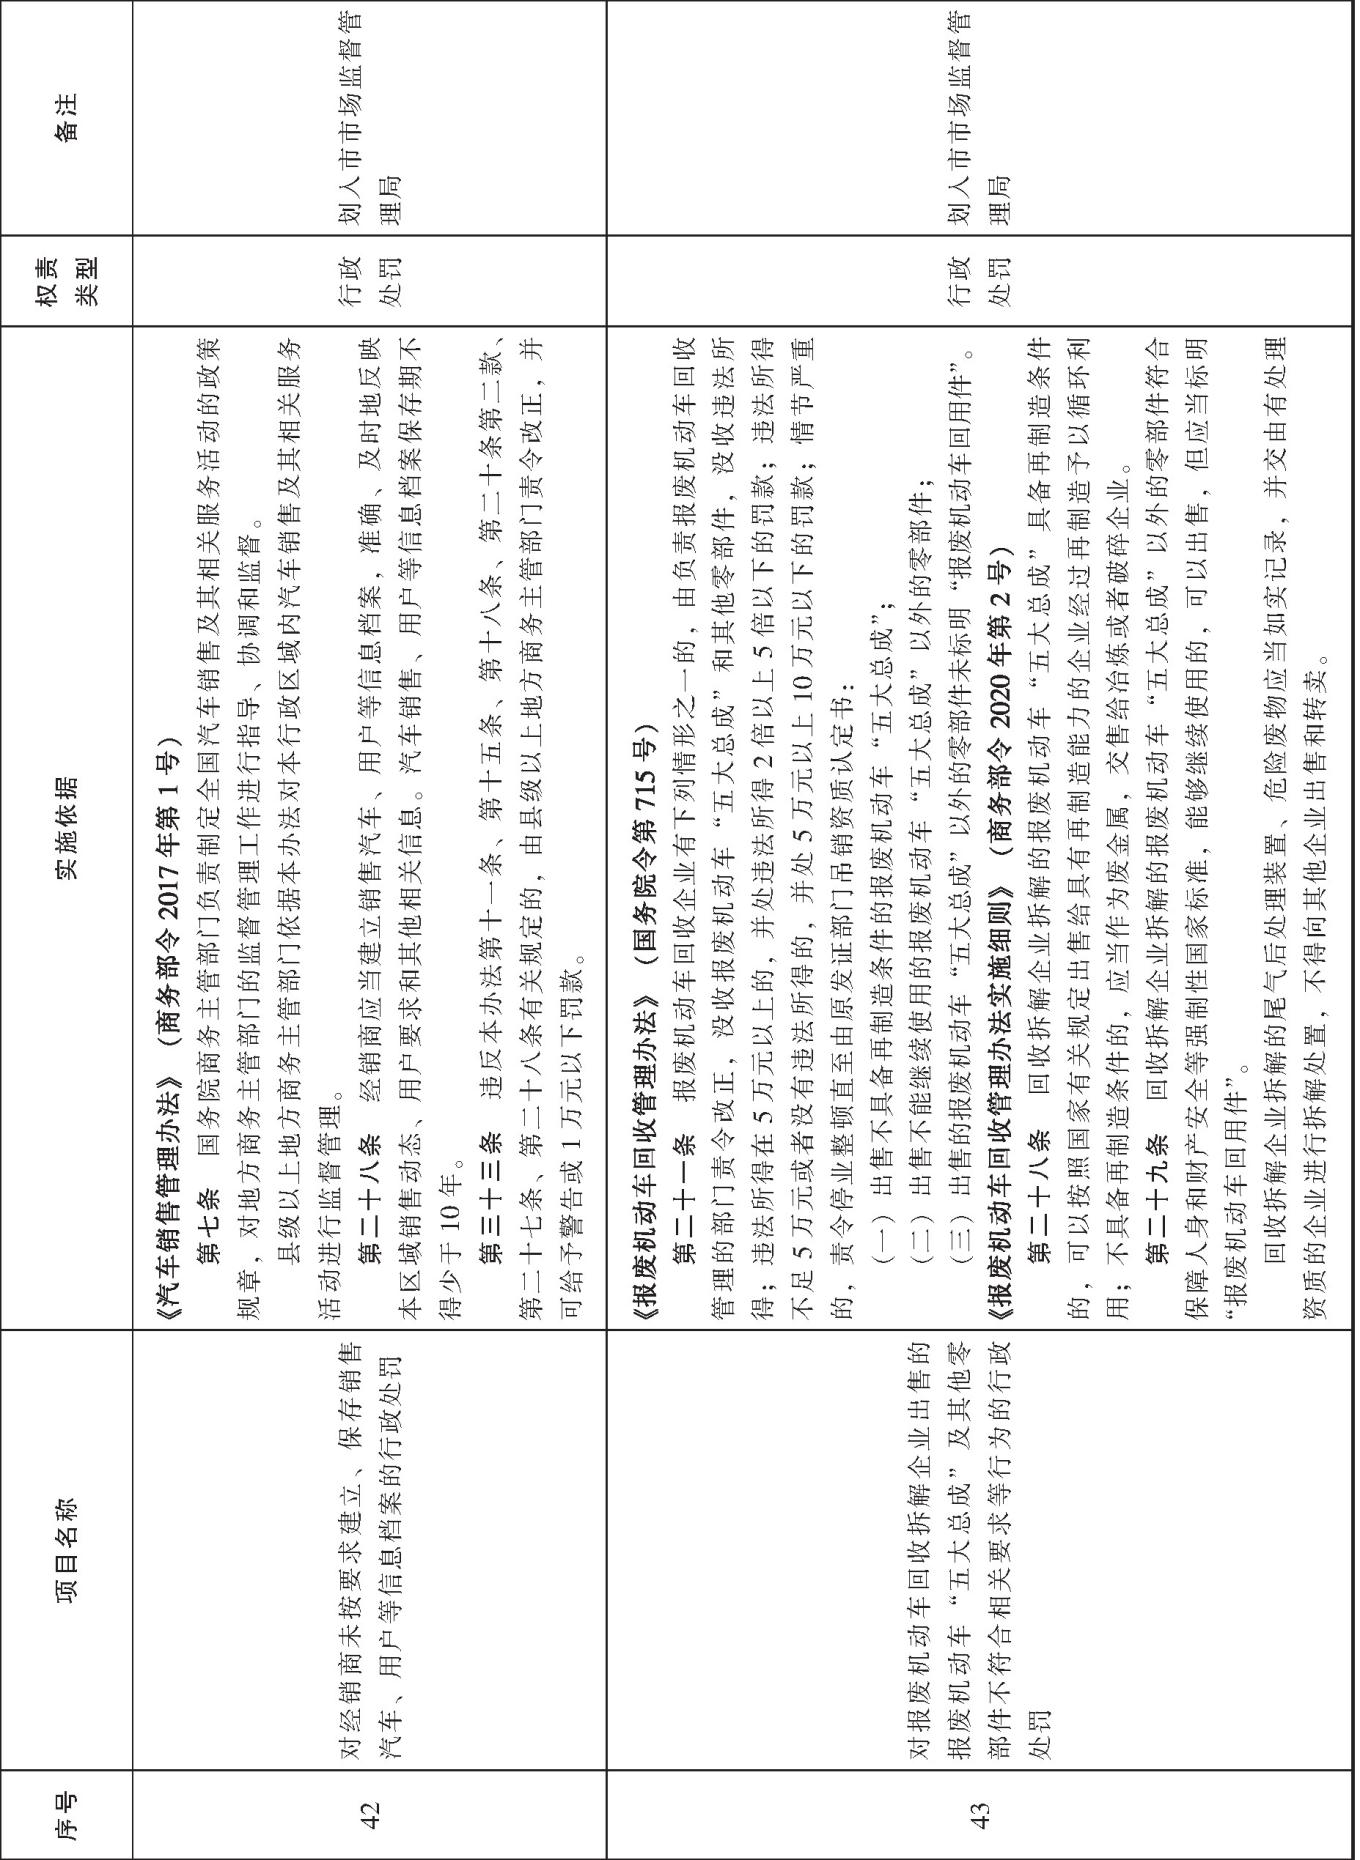 序号
项目名称
实施依据
权责
类型
备注
42
对经销商未按要求建立、保存销售
汽车、用户等信息档案的行政处罚
《汽车销售管理办法》（商务部令 2017 年第 1 号）
第七条　国务院商务主管部门负责制定全国汽车销售及其相关服务活动的政策
规章，对地方商务主管部门的监督管理工作进行指导、协调和监督。
县级以上地方商务主管部门依据本办法对本行政区域内汽车销售及其相关服务
活动进行监督管理。
第二十八条　经销商应当建立销售汽车、用户等信息档案，准确、及时地反映
本区域销售动态、用户要求和其他相关信息。汽车销售、用户等信息档案保存期不
得少于 10 年。
第三十三条　违反本办法第十一条、第十五条、第十八条、第二十条第二款、
第二十七条、第二十八条有关规定的，由县级以上地方商务主管部门责令改正，并
可给予警告或 1 万元以下罚款。
行政
处罚
划入市市场监督管
理局
43
对报废机动车回收拆解企业出售的
报废机动车“五大总成”及其他零
部件不符合相关要求等行为的行政
处罚
《报废机动车回收管理办法》（国务院令第 715 号）
第二十一条　报废机动车回收企业有下列情形之一的，由负责报废机动车回收
管理的部门责令改正，没收报废机动车“五大总成”和其他零部件，没收违法所
得；违法所得在 5 万元以上的，并处违法所得 2 倍以上 5 倍以下的罚款；违法所得
不足 5 万元或者没有违法所得的，并处 5 万元以上 10 万元以下的罚款；情节严重
的，责令停业整顿直至由原发证部门吊销资质认定书：
（一）出售不具备再制造条件的报废机动车“五大总成”；
（二）出售不能继续使用的报废机动车“五大总成”以外的零部件；
（三）出售的报废机动车“五大总成”以外的零部件未标明“报废机动车回用件”。
《报废机动车回收管理办法实施细则》（商务部令 2020 年第 2 号）
第二十八条　回收拆解企业拆解的报废机动车“五大总成”具备再制造条件
的，可以按照国家有关规定出售给具有再制造能力的企业经过再制造予以循环利
用；不具备再制造条件的，应当作为废金属，交售给冶炼或者破碎企业。
第二十九条　回收拆解企业拆解的报废机动车“五大总成”以外的零部件符合
保障人身和财产安全等强制性国家标准，能够继续使用的，可以出售，但应当标明
“报废机动车回用件”。
回收拆解企业拆解的尾气后处理装置、危险废物应当如实记录，并交由有处理
资质的企业进行拆解处置，不得向其他企业出售和转卖。
行政
处罚
划入市市场监督管
理局